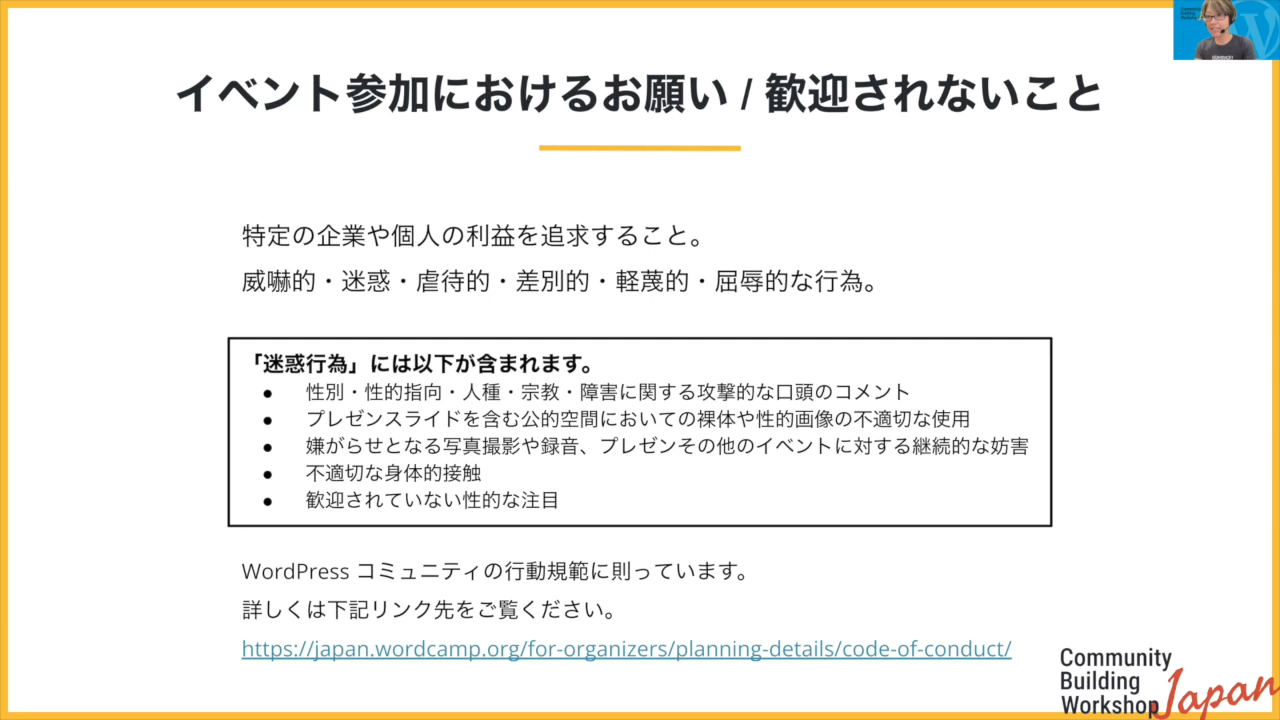 イベント参加におけるお願い / 歓迎されないこと
特定の企業や個人の利益を追求すること。
威嚇的・迷惑・虐待的・差別的・軽蔑的・屈辱的な行為。
「迷惑行為」には以下が含まれます。
● 性別・性的指向・人種・宗教・障害に関する攻撃的な口頭のコメント
● プレゼンスライドを含む公的空間においての裸体や性的画像の不適切な使用
● 嫌がらせとなる写真撮影や録音、プレゼンその他のイベントに対する継続的な妨害
● 不適切な身体的接触
● 歓迎されていない性的な注目
WordPress コミュニティの行動規範に則っています。
詳しくは下記リンク先をご覧ください。
https://japan.wordcamp.org/for-organizers/planning-details/code-of-conduct/
Community
Building
Workshop
Japan